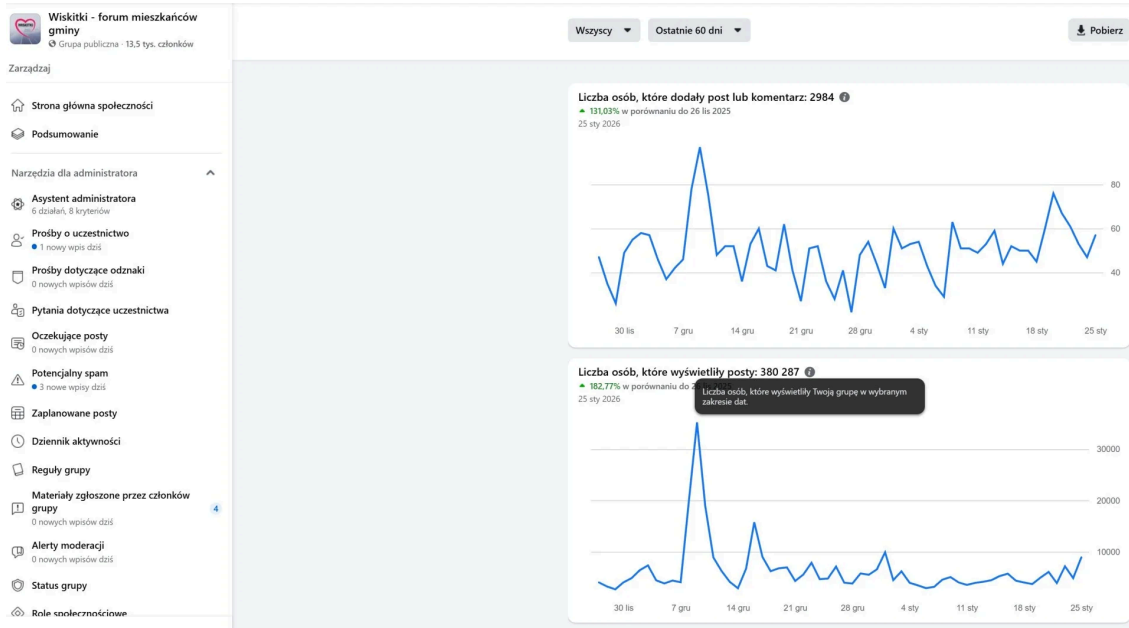 Wiskitki - forum mieszkańców
gminy
Grupa publiczna · 13,5 tys. członków
Zarządzaj
Strona główna społeczności
Podsumowanie
Narzędzia dla administratora
Asystent administratora
6 działań, 8 kryteriów
Prośby o uczestnictwo
1 nowy wpis dziś
Prośby dotyczące odznaki
0 nowych wpisów dziś
Pytania dotyczące uczestnictwa
Oczekujące posty
0 nowych wpisów dziś
Potencjalny spam
3 nowe wpisy dziś
Zaplanowane posty
Dziennik aktywności
Reguły grupy
Materiały zgłoszone przez członków
grupy
4
0 nowych wpisów dziś
Alerty moderacji
0 nowych wpisów dziś
Status grupy
Role społecznościowe
Wszyscy
Ostatnie 60 dni
Pobierz
Liczba osób, które dodały post lub komentarz: 2984
131,03% w porównaniu do 26 lis 2025
25 sty 2026
80
60
40
30 lis 7 gru 14 gru 21 gru 28 gru 4 sty 11 sty 18 sty 25 sty
Liczba osób, które wyświetliły posty: 380 287
182,77% w porównaniu do
25 sty 2026
Liczba osób, które wyświetliły Twoją grupę w wybranym
zakresie dat.
30000
20000
10000
30 lis 7 gru 14 gru 21 gru 28 gru 4 sty 11 sty 18 sty 25 sty